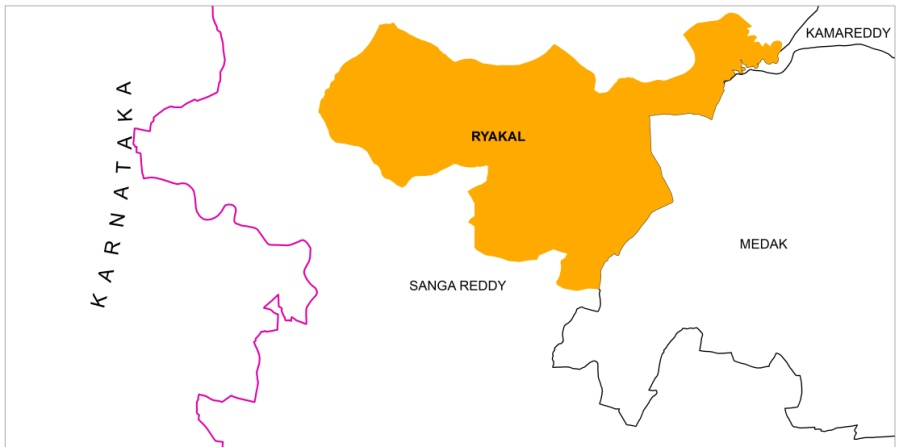 KAMAREDDY
KARNATAKA
RYAKAL
MEDAK
SANGA REDDY